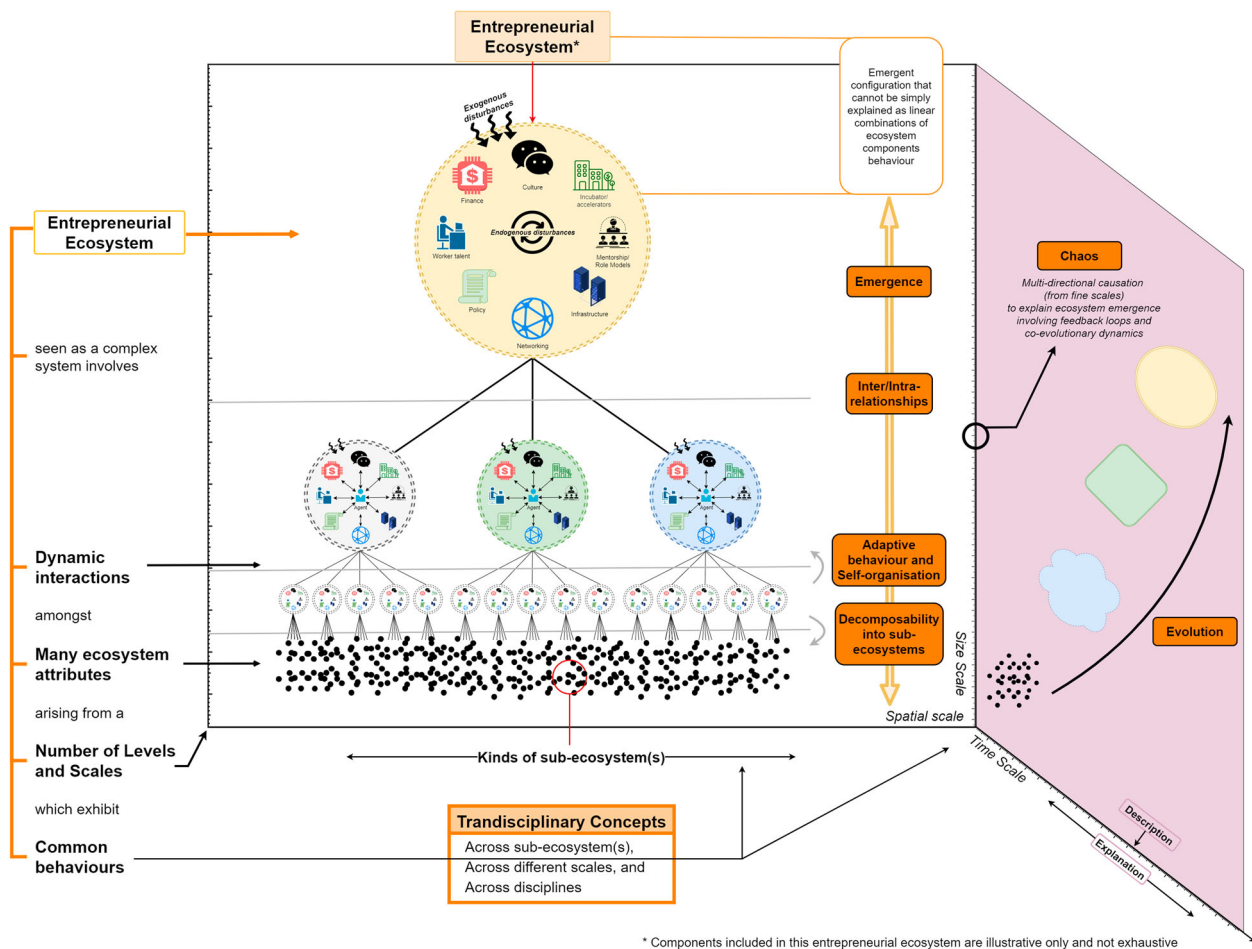 Entrepreneurial
Ecosystem*
Emergent
configuration that
cannot be simply
explained as linear
combinations of
ecosystem
components
behaviour
Exogenous
disturbances
Finance
Culture
Incubator/
accelerators
Worker talent
Endogenous disturbances
Mentorship/
Role Models
Policy
Infrastructure
Networking
Entrepreneurial
Ecosystem
seen as a complex
system involves
Dynamic
interactions
amongst
Many ecosystem
attributes
arising from a
Number of Levels
and Scales
which exhibit
Common
behaviours
Agent
Agent
Agent
Emergence
Inter/Intra-
relationships
Adaptive
behaviour and
Self-organisation
Decomposability
into sub-
ecosystems
Chaos
Multi-directional causation
(from fine scales)
to explain ecosystem emergence
involving feedback loops and
co-evolutionary dynamics
Evolution
Size Scale
Spatial scale
Time Scale
Kinds of sub-ecosystem(s)
Trandisciplinary Concepts
Across sub-ecosystem(s),
Across different scales, and
Across disciplines
Description
Explanation
* Components included in this entrepreneurial ecosystem are illustrative only and not exhaustive